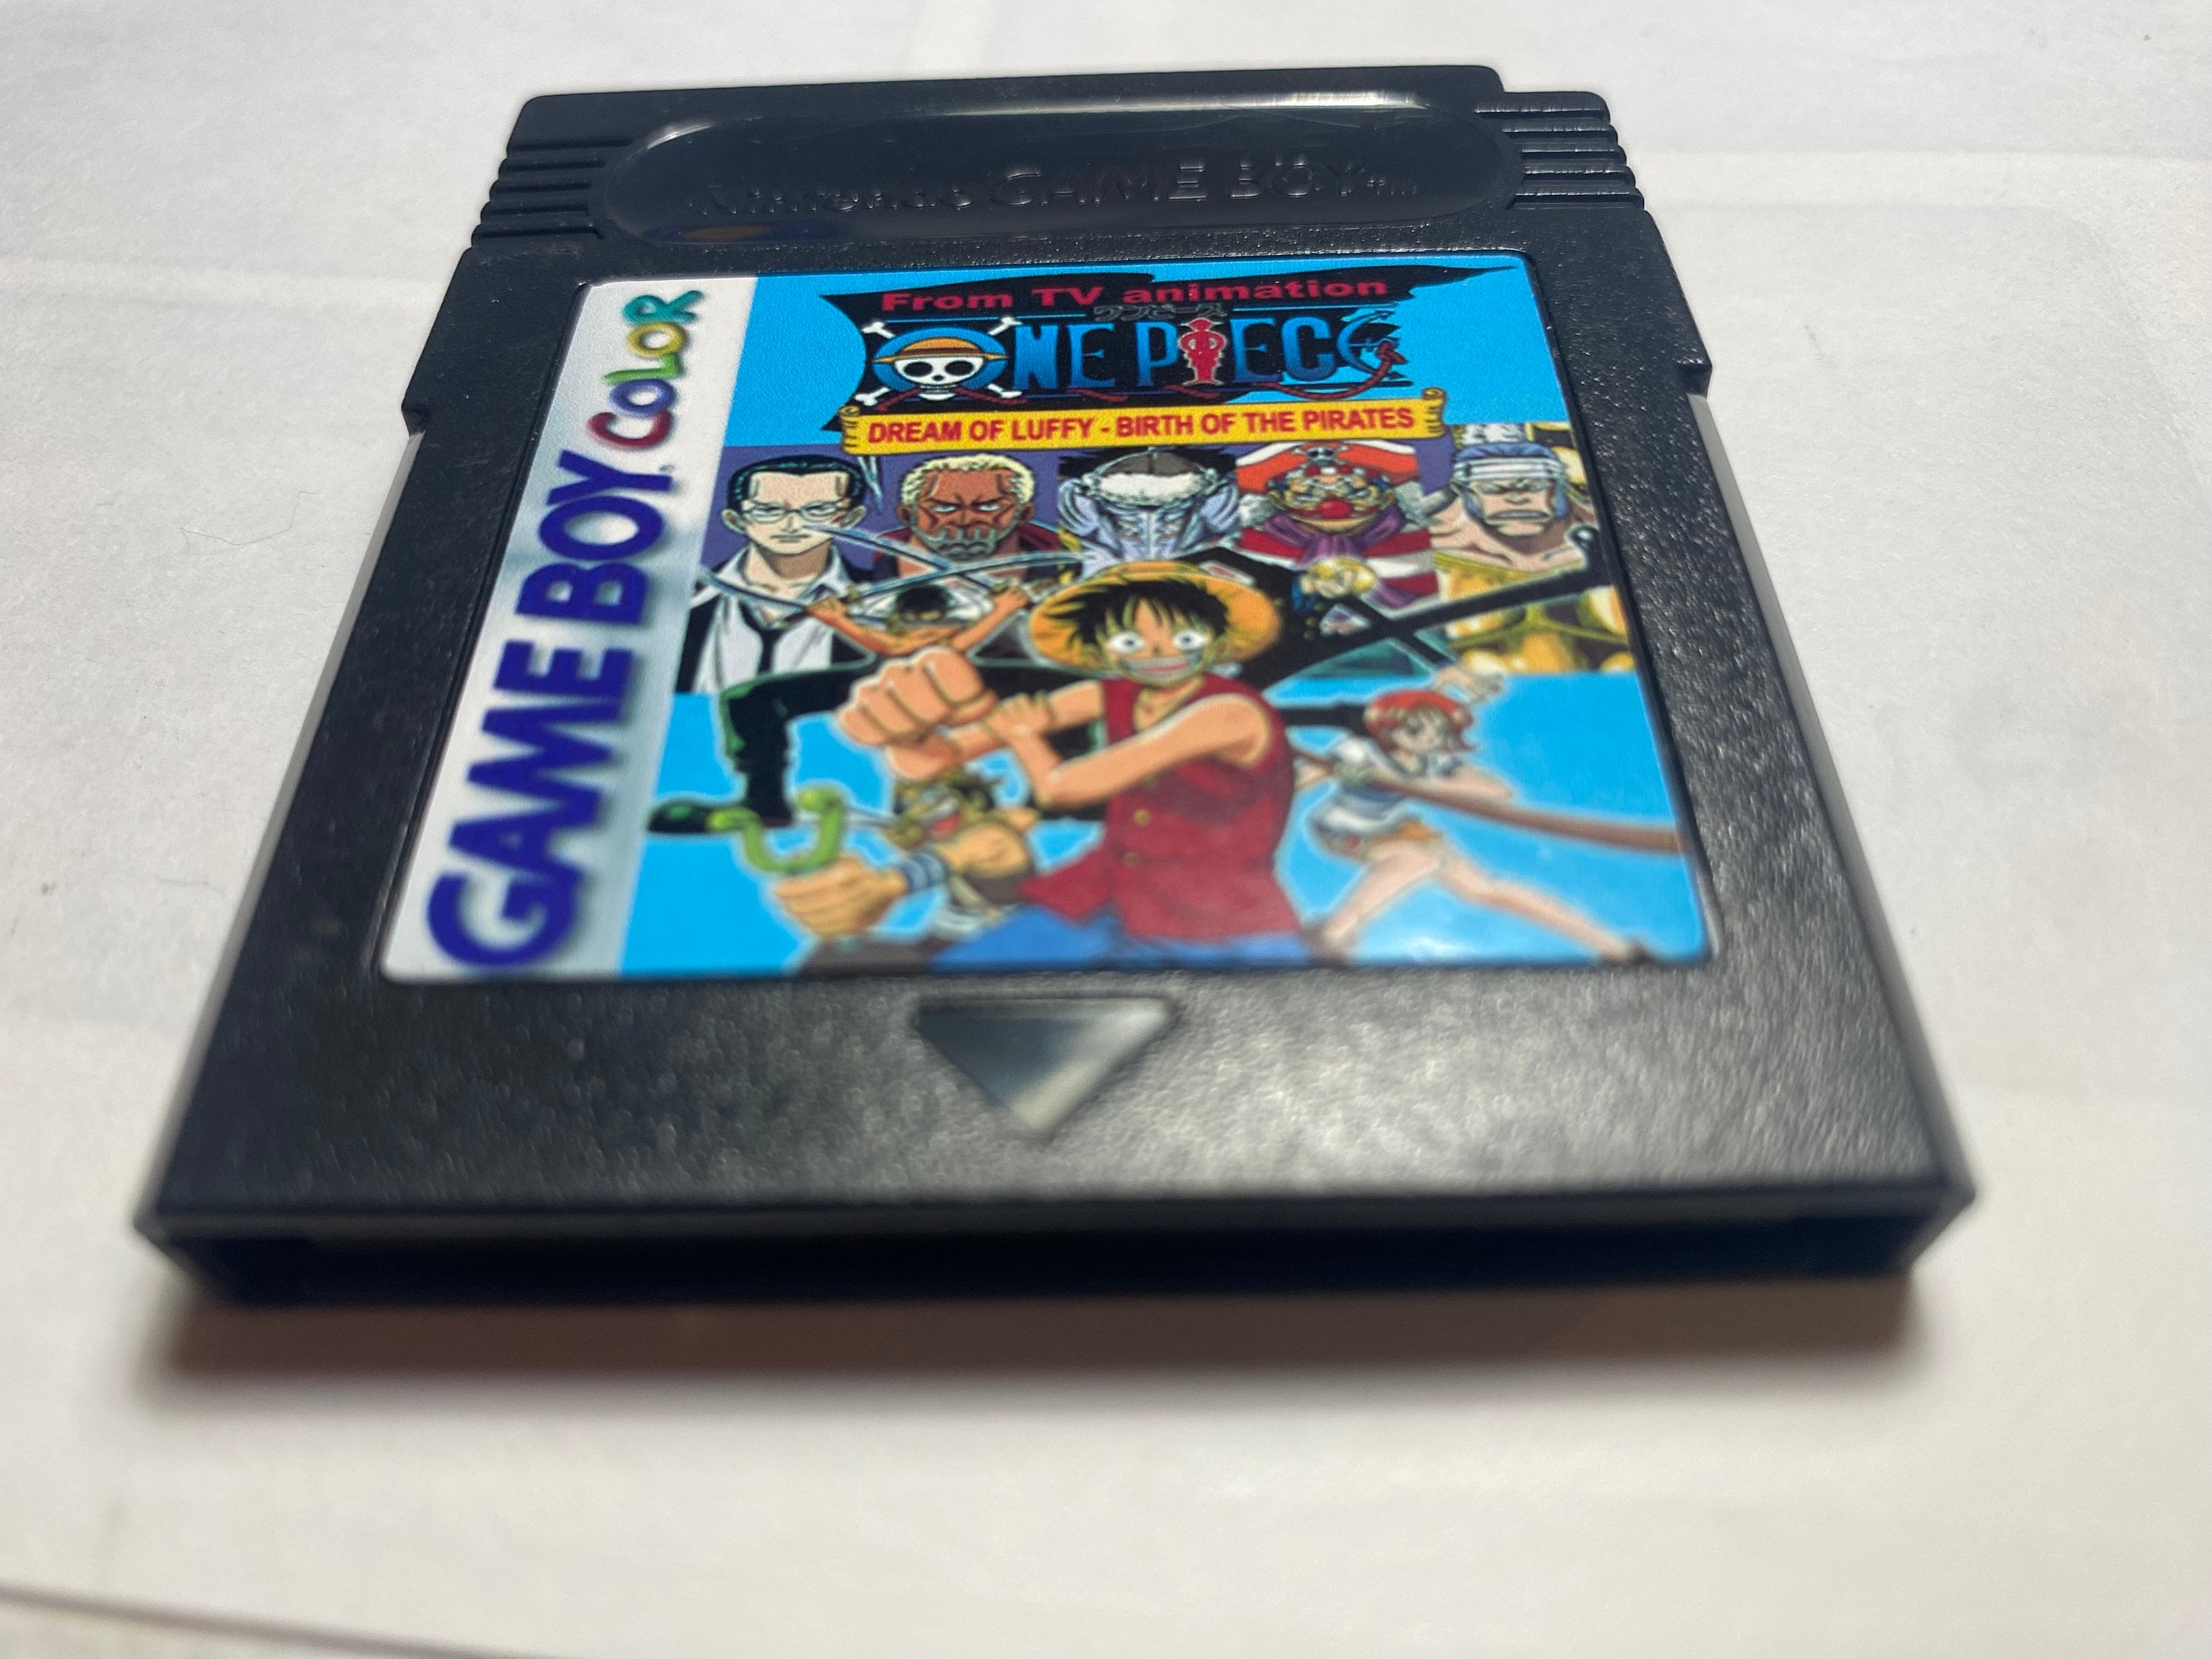 Nintendo GAME BOY TM
GAME BOY COLOR
From TV animation
ワンピース
ONE PIECE
DREAM OF LUFFY - BIRTH OF THE PIRATES